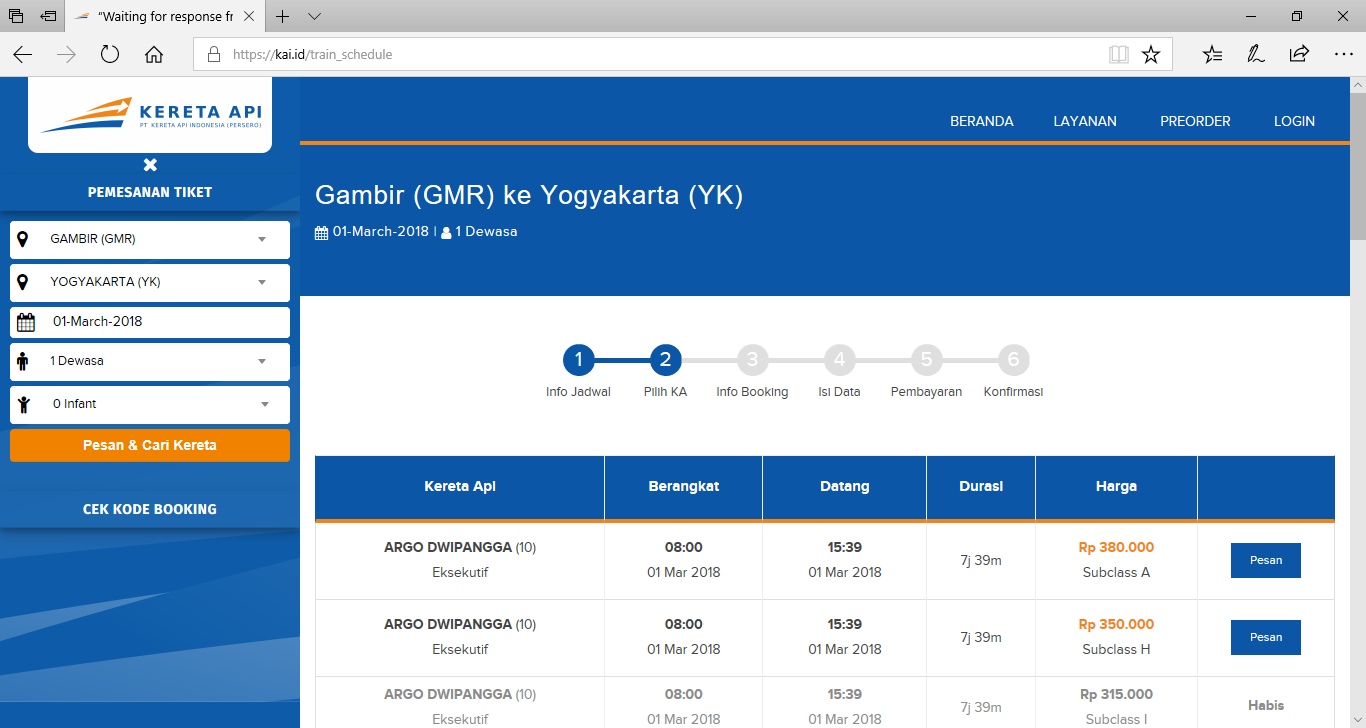 "Waiting for response fr
https://kai.id/train_schedule
KERETA API
PT. KERETA API INDONESIA (PERSERO)
PEMESANAN TIKET
GAMBIR (GMR)
YOGYAKARTA (YK)
01-March-2018
1 Dewasa
0 Infant
Pesan & Cari Kereta
CEK KODE BOOKING
BERANDA LAYANAN PREORDER LOGIN
Gambir (GMR) ke Yogyakarta (YK)
01-March-2018 | 1 Dewasa
1 2 3 4 5 6
Info Jadwal Pilih KA Info Booking Isi Data Pembayaran Konfirmasi
Kereta Api Berangkat Datang Durasi Harga
ARGO DWIPANGGA (10) 08:00 15:39 7j 39m Rp 380.000 Pesan
Eksekutif 01 Mar 2018 01 Mar 2018 Subclass A
ARGO DWIPANGGA (10) 08:00 15:39 7j 39m Rp 350.000 Pesan
Eksekutif 01 Mar 2018 01 Mar 2018 Subclass H
ARGO DWIPANGGA (10) 08:00 15:39 7j 39m Rp 315.000 Habis
Eksekutif 01 Mar 2018 01 Mar 2018 Subclass I